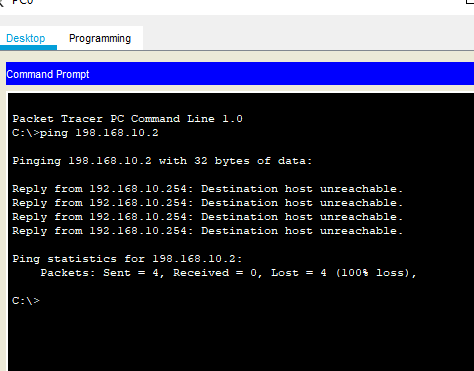 PC0
Desktop Programming
Command Prompt
Packet Tracer PC Command Line 1.0
C:\>ping 198.168.10.2
Pinging 198.168.10.2 with 32 bytes of data:
Reply from 192.168.10.254: Destination host unreachable.
Reply from 192.168.10.254: Destination host unreachable.
Reply from 192.168.10.254: Destination host unreachable.
Reply from 192.168.10.254: Destination host unreachable.
Ping statistics for 198.168.10.2:
Packets: Sent = 4, Received = 0, Lost = 4 (100% loss),
C:\>